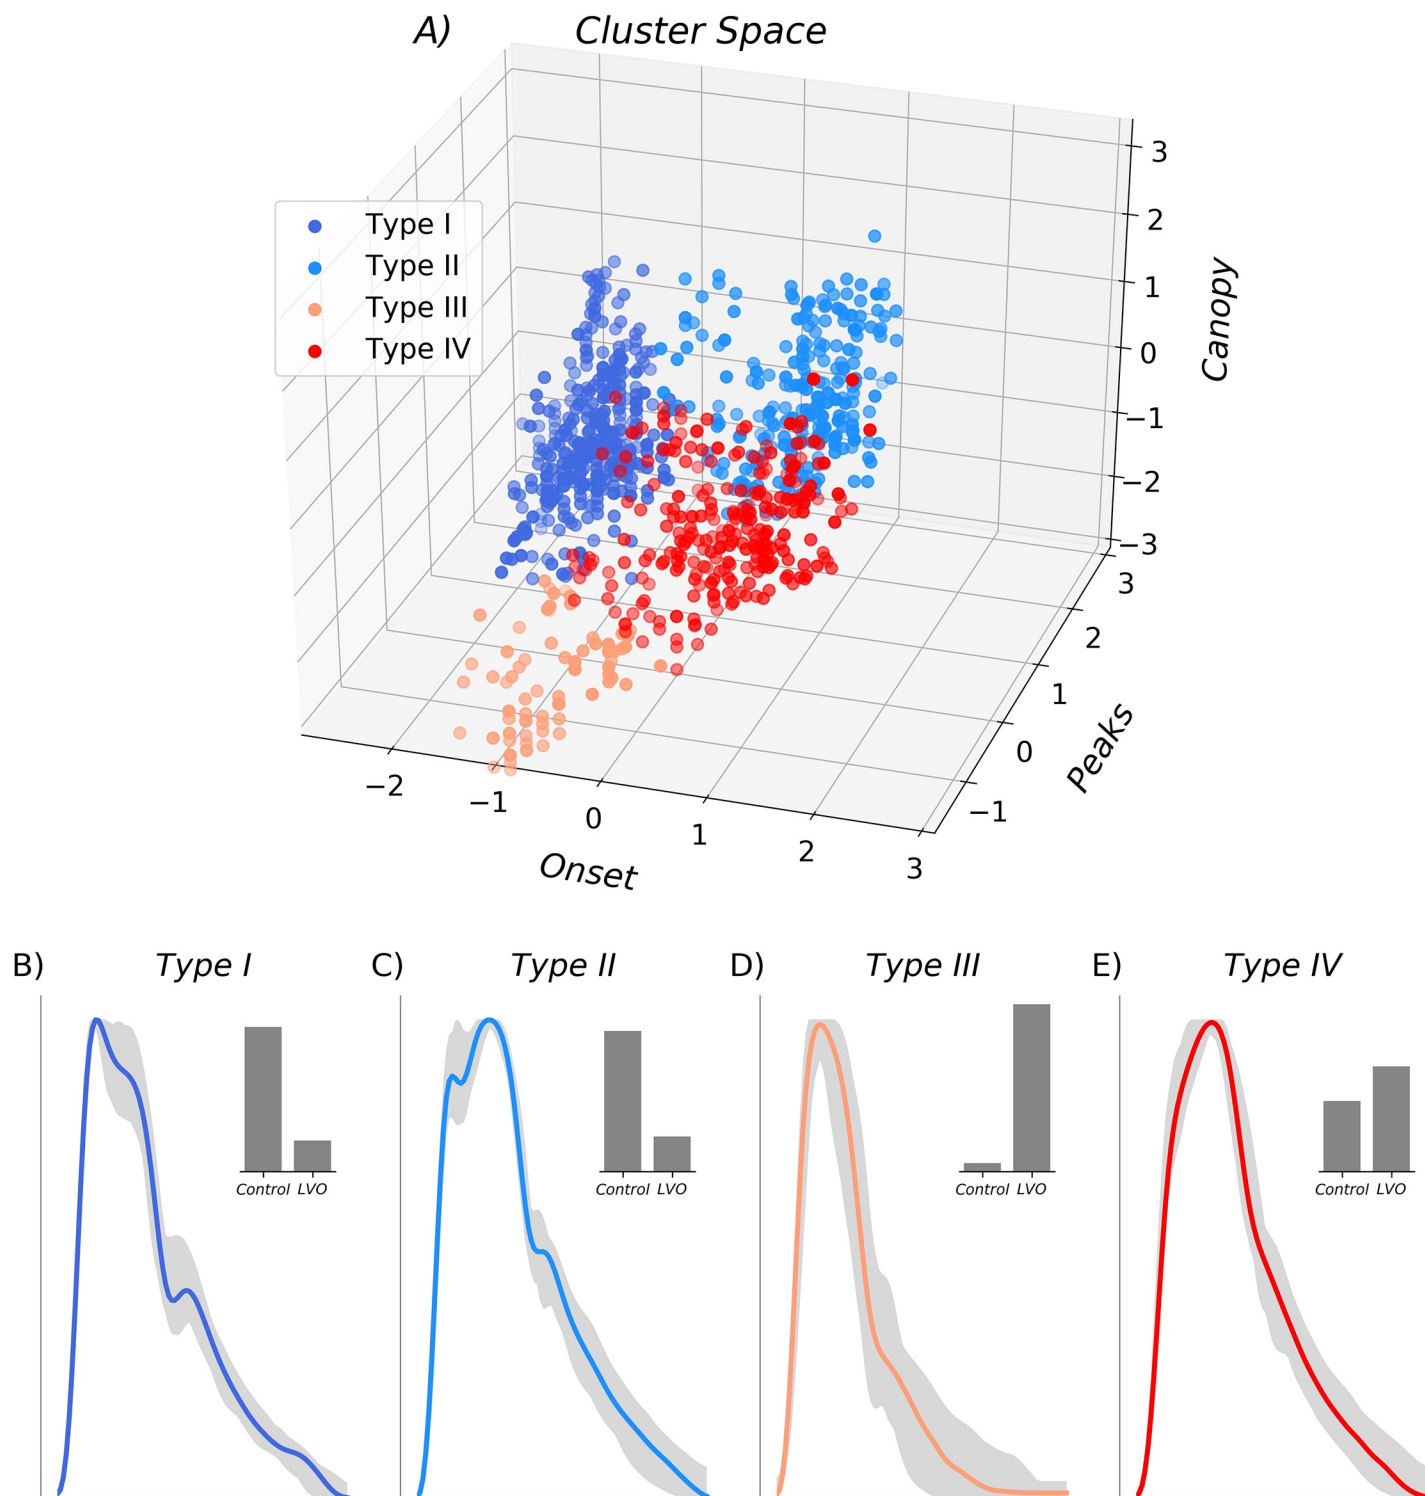 A) Cluster Space
Type I
Type II
Type III
Type IV
3
2
1
0
−1
−2
−3
Canopy
3
2
1
0
−1
Peaks
−2
−1
0
1
2
3
Onset
B) Type I
C) Type II
D) Type III
E) Type IV
Control LVO
Control LVO
Control LVO
Control LVO